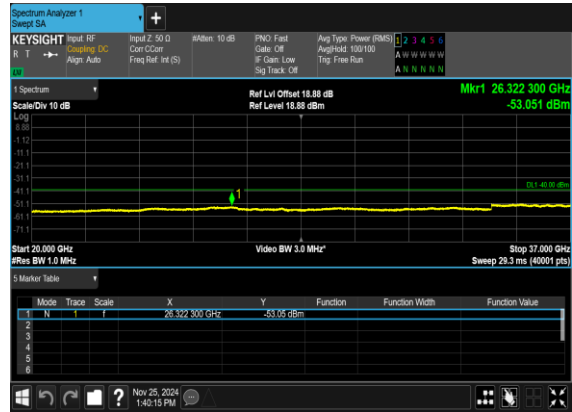 Spectrum Analyzer 1
Swept SA
+
KEYSIGHT Input: RF Input Z: 50 Ω #Atten: 10 dB PNO: Fast Avg Type: Power (RMS) 1 2 3 4 5 6
R T Coupling: DC Corr CCorr Gate: Off Avg|Hold: 100/100 A W W W W W
Align: Auto Freq Ref: Int (S) IF Gain: Low Trig: Free Run
Sig Track: Off A N N N N N
1 Spectrum Ref Lvl Offset 18.88 dB Mkr1 26.322 300 GHz
Scale/Div 10 dB Ref Level 18.88 dBm -53.051 dBm
Log
8.88
-1.12
-11.1
-21.1
-31.1
DL1 -40.00 dBm
-41.1
1
-51.1
-61.1
-71.1
Start 20.000 GHz Video BW 3.0 MHz* Stop 37.000 GHz
#Res BW 1.0 MHz Sweep 29.3 ms (40001 pts)
5 Marker Table
Mode Trace Scale X Y Function Function Width Function Value
1 N 1 f 26.322 300 GHz -53.05 dBm
2
3
4
5
6
? Nov 25, 2024
1:40:15 PM